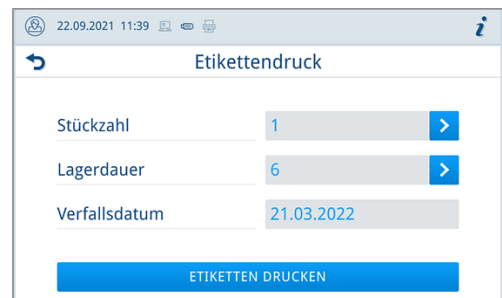 22.09.2021 11:39
i
Etikettendruck
Stückzahl 1
Lagerdauer 6
Verfallsdatum 21.03.2022
ETIKETTEN DRUCKEN